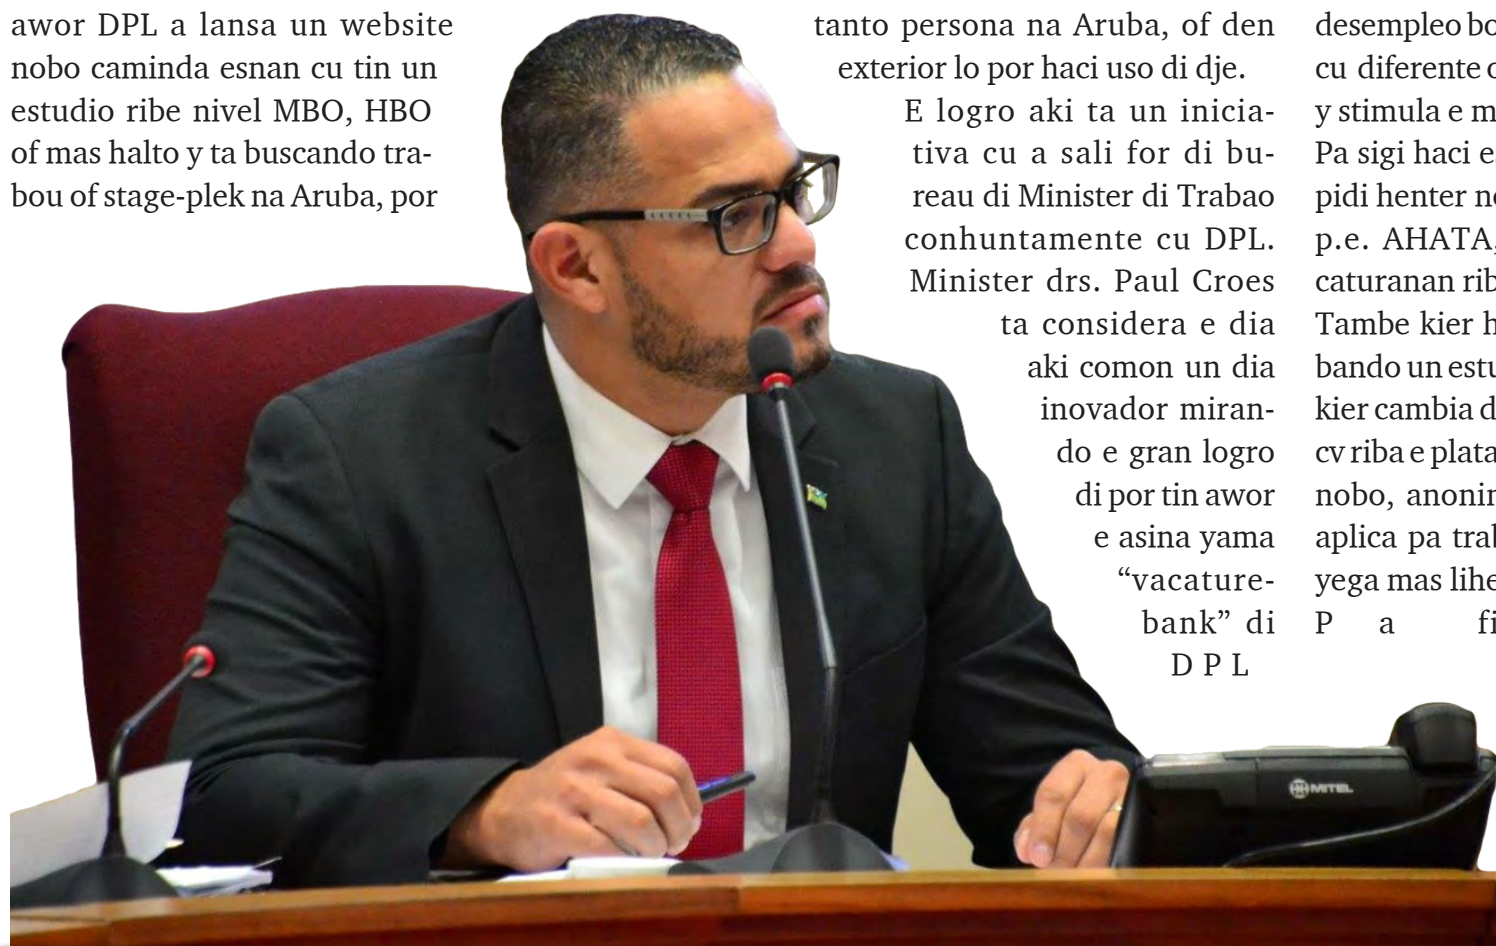 awor DPL a lansa un website
nobo caminda esnan cu tin un
estudio ribe nivel MBO, HBO
of mas halto y ta buscando tra-
bou of stage-plek na Aruba, por
tanto persona na Aruba, of den
exterior lo por haci uso di dje.
E logro aki ta un inicia-
tiva cu a sali for di bu-
reau di Minister di Trabao
conhuntamente cu DPL.
Minister drs. Paul Croes
ta considera e dia
aki comon un dia
inovador miran-
do e gran logro
di por tin awor
e asina yama
“vacature-
bank” di
DPL
desempleo
cu diferente
y stimula e
Pa sigi haci
pidi henter
p.e. AHATA,
caturanan
Tambe kier
bando un
kier cambia
cv riba e
nobo,
aplica pa
yega mas
P a
MITEL